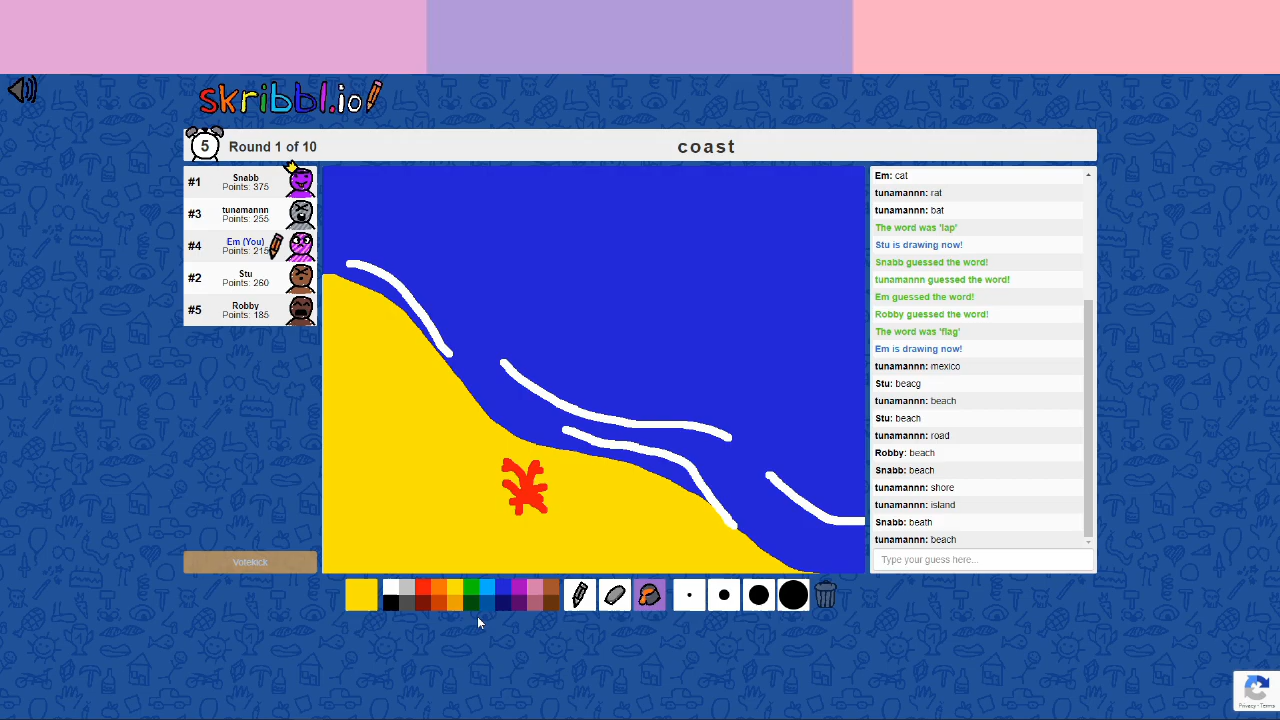 skribbl.io
5
Round 1 of 10
coast
#1
Snabb
Points: 375
#3
tunamannn
Points: 255
#4
Em (You)
Points: 215
#2
Stu
Points: 260
#5
Robby
Points: 185
Votekick
Em: cat
tunamannn: rat
tunamannn: bat
The word was 'lap'
Stu is drawing now!
Snabb guessed the word!
tunamannn guessed the word!
Em guessed the word!
Robby guessed the word!
The word was 'flag'
Em is drawing now!
tunamannn: mexico
Stu: beacg
tunamannn: beach
Stu: beach
tunamannn: road
Robby: beach
Snabb: beach
tunamannn: shore
tunamannn: island
Snabb: beath
tunamannn: beach
Type your guess here...
Privacy - Terms